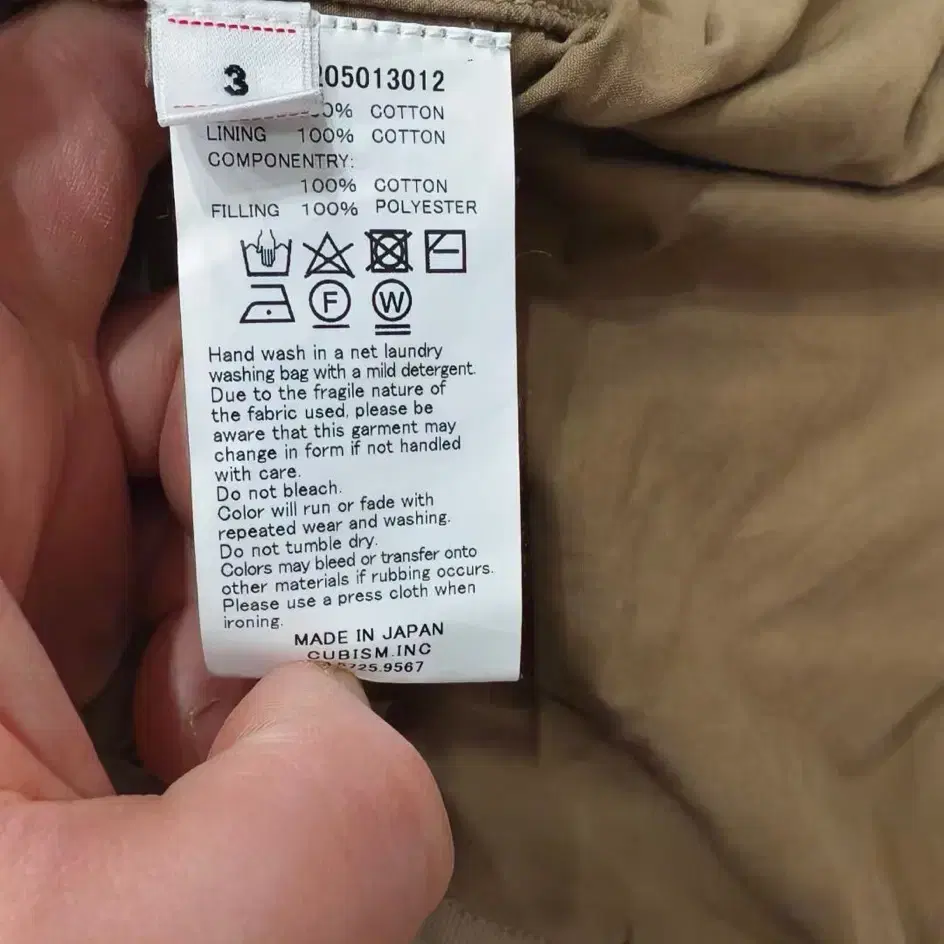 3
05013012
0% COTTON
LINING 100% COTTON
COMPONENTRY:
100% COTTON
FILLING 100% POLYESTER
F W
Hand wash in a net laundry
washing bag with a mild detergent.
Due to the fragile nature of
the fabric used, please be
aware that this garment may
change in form if not handled
with care.
Do not bleach.
Color will run or fade with
repeated wear and washing.
Do not tumble dry.
Colors may bleed or transfer onto
other materials if rubbing occurs.
Please use a press cloth when
ironing.
MADE IN JAPAN
CUBISM.INC
725.9567